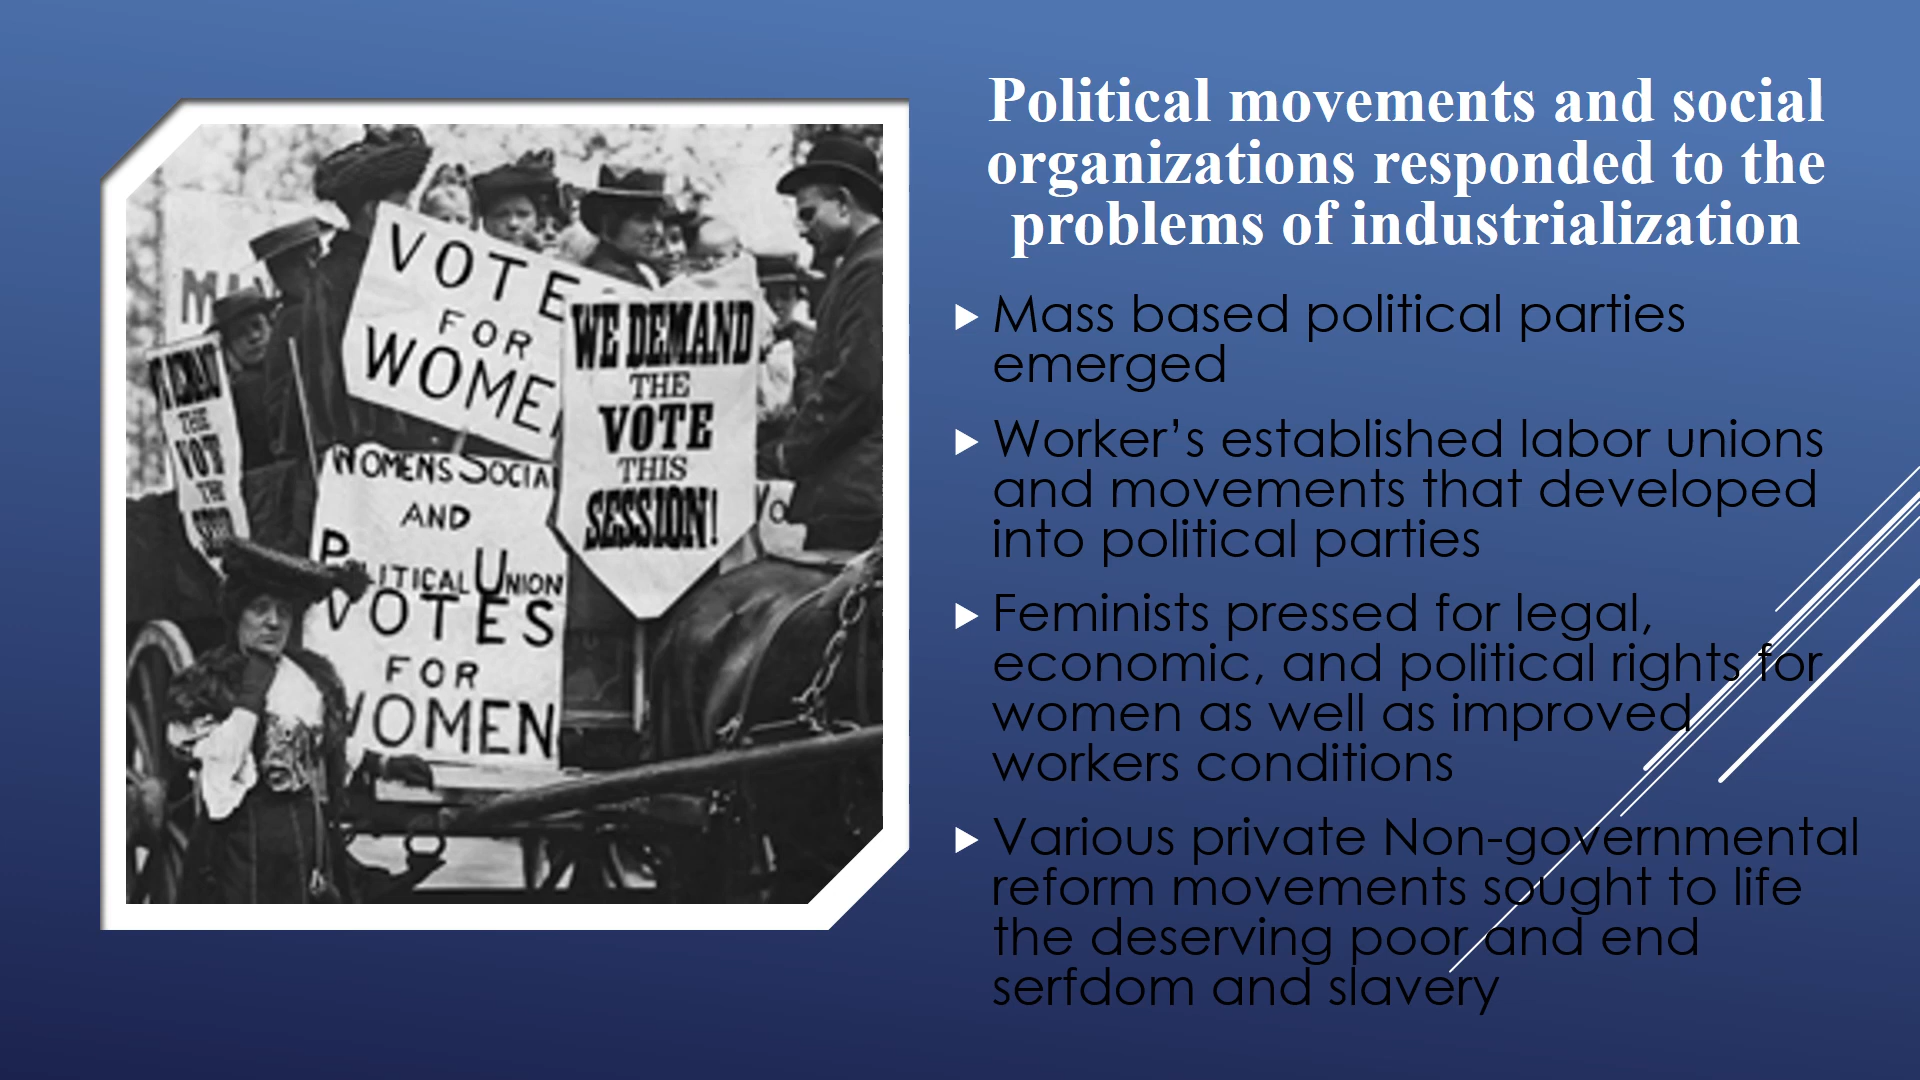 Political movements and social
organizations responded to the
problems of industrialization
Mass based political parties
emerged
Worker’s established labor unions
and movements that developed
into political parties
Feminists pressed for legal,
economic, and political rights for
women as well as improved
workers conditions
Various private Non-governmental
reform movements sought to life
the deserving poor and end
serfdom and slavery
VOTE
FOR
WOME
WE DEMAND
THE
VOTE
THIS
SESSION!
THE
VOT
WOMENS SOCIAL
AND
POLITICAL UNION
VOTES
FOR
WOMEN